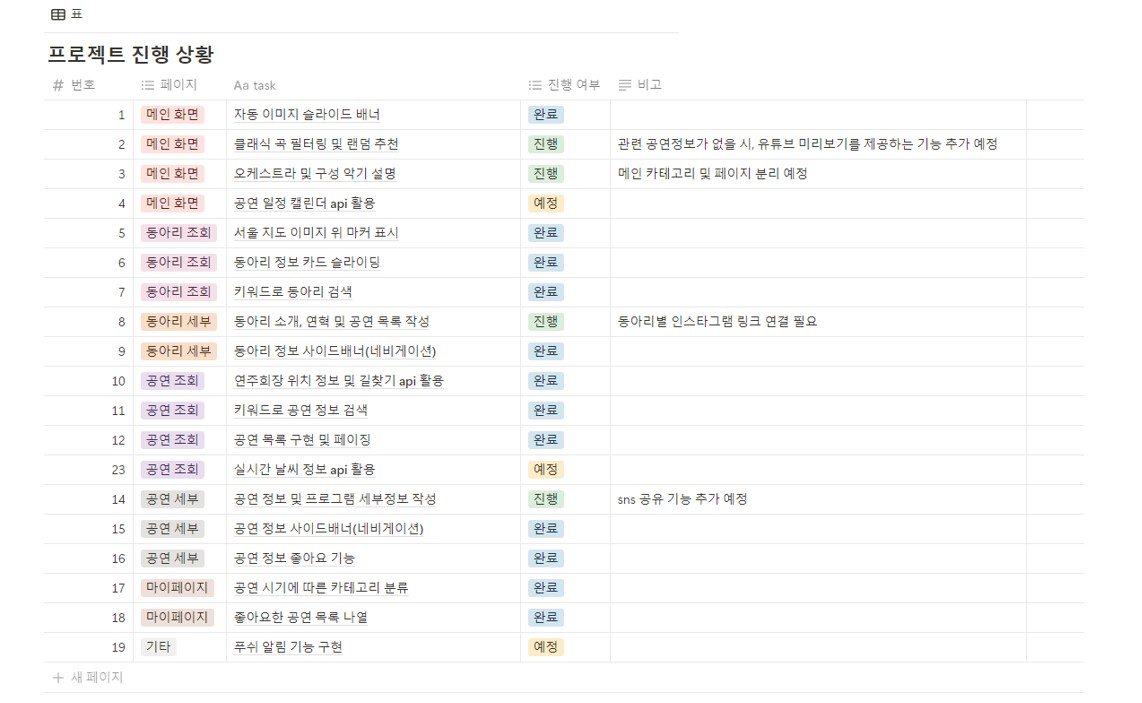 표
프로젝트 진행 상황
# 번호 페이지 Aa task 진행 여부 비고
1 메인 화면 자동 이미지 슬라이드 배너 완료
2 메인 화면 클래식 곡 필터링 및 랜덤 추천 진행 관련 공연정보가 없을 시, 유튜브 미리보기를 제공하는 기능 추가 예정
3 메인 화면 오케스트라 및 구성 악기 설명 진행 메인 카테고리 및 페이지 분리 예정
4 메인 화면 공연 일정 캘린더 api 활용 예정
5 동아리 조회 서울 지도 이미지 위 마커 표시 완료
6 동아리 조회 동아리 정보 카드 슬라이딩 완료
7 동아리 조회 키워드로 동아리 검색 완료
8 동아리 세부 동아리 소개, 연혁 및 공연 목록 작성 진행 동아리별 인스타그램 링크 연결 필요
9 동아리 세부 동아리 정보 사이드배너(네비게이션) 완료
10 공연 조회 연주회장 위치 정보 및 길찾기 api 활용 완료
11 공연 조회 키워드로 공연 정보 검색 완료
12 공연 조회 공연 목록 구현 및 페이징 완료
23 공연 조회 실시간 날씨 정보 api 활용 예정
14 공연 세부 공연 정보 및 프로그램 세부정보 작성 진행 sns 공유 기능 추가 예정
15 공연 세부 공연 정보 사이드배너(네비게이션) 완료
16 공연 세부 공연 정보 좋아요 기능 완료
17 마이페이지 공연 시기에 따른 카테고리 분류 완료
18 마이페이지 좋아요한 공연 목록 나열 완료
19 기타 푸쉬 알림 기능 구현 예정
+ 새 페이지